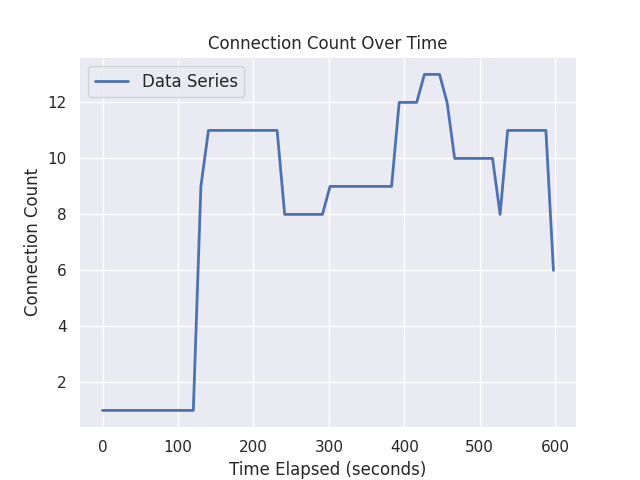 Connection Count Over Time
Data Series
12
10
8
6
4
2
Connection Count
0 100 200 300 400 500 600
Time Elapsed (seconds)